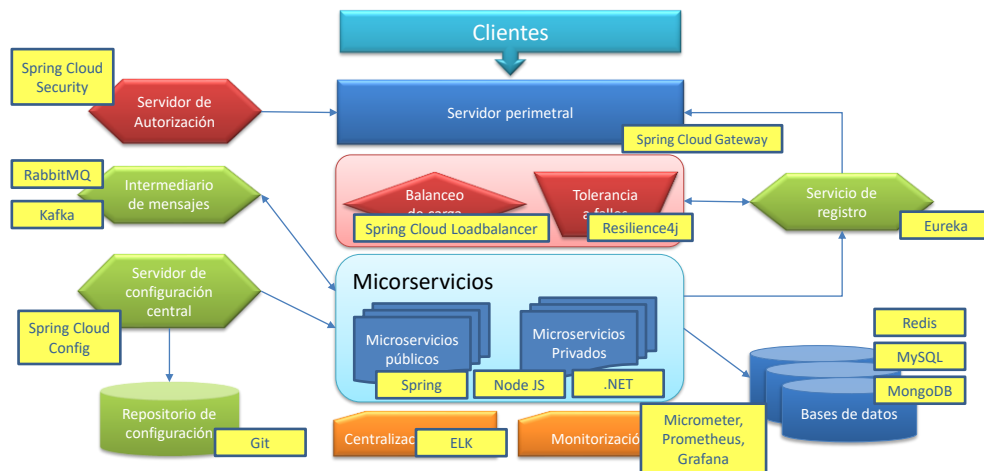 Clientes
Spring Cloud
Security
Servidor de
Autorización
Servidor perimetral
Spring Cloud Gateway
RabbitMQ
Kafka
Intermediario
de mensajes
Balanceo
de carga
Spring Cloud Loadbalancer
Tolerancia
a fallos
Resilience4j
Servicio de
registro
Eureka
Servidor de
configuración
central
Spring Cloud
Config
Micorservicios
Microservicios
públicos
Spring
Node JS
Microservicios
Privados
.NET
Redis
MySQL
MongoDB
Bases de datos
Repositorio de
configuración
Git
ELK
Micrometer,
Prometheus,
Grafana